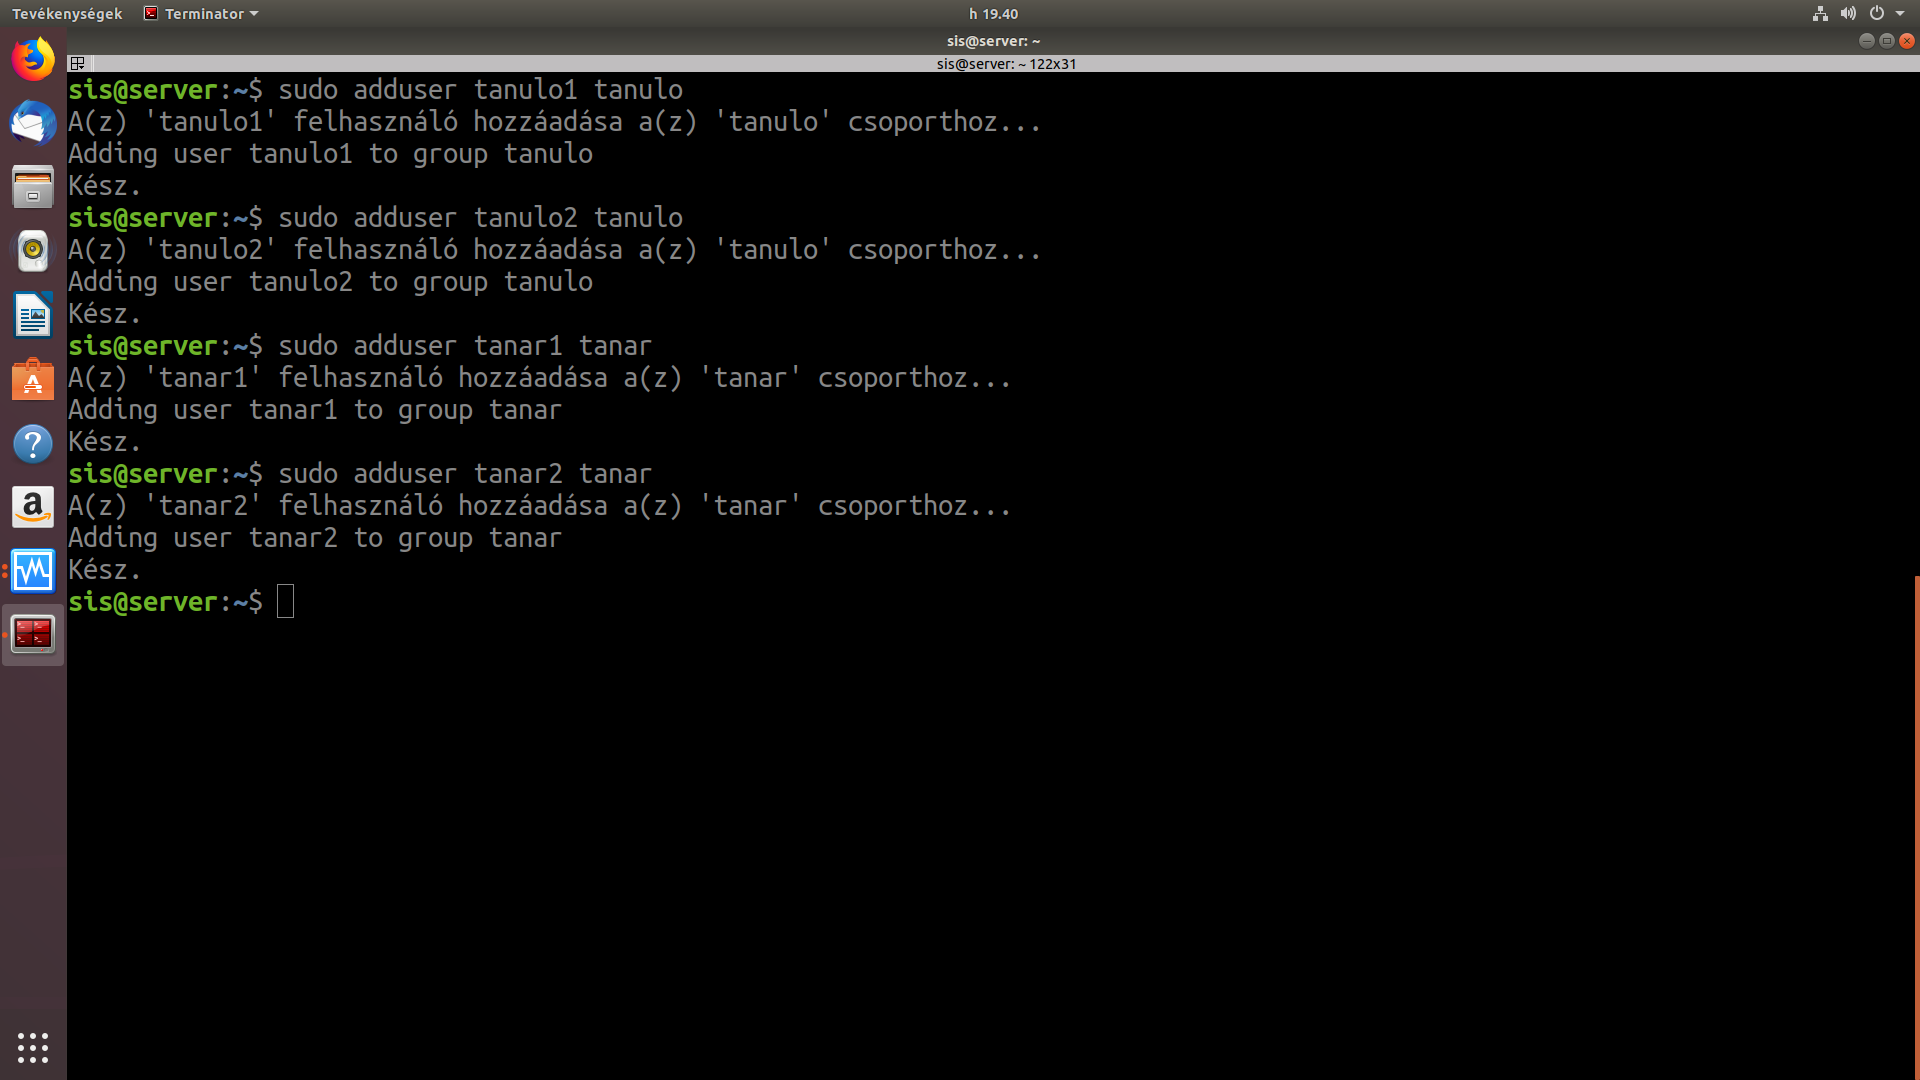 Tevékenységek Terminator h 19.40
sis@server: ~
sis@server: ~ 122x31
sis@server:~$ sudo adduser tanulo1 tanulo
A(z) 'tanulo1' felhasználó hozzáadása a(z) 'tanulo' csoporthoz...
Adding user tanulo1 to group tanulo
Kész.
sis@server:~$ sudo adduser tanulo2 tanulo
A(z) 'tanulo2' felhasználó hozzáadása a(z) 'tanulo' csoporthoz...
Adding user tanulo2 to group tanulo
Kész.
sis@server:~$ sudo adduser tanar1 tanar
A(z) 'tanar1' felhasználó hozzáadása a(z) 'tanar' csoporthoz...
Adding user tanar1 to group tanar
Kész.
sis@server:~$ sudo adduser tanar2 tanar
A(z) 'tanar2' felhasználó hozzáadása a(z) 'tanar' csoporthoz...
Adding user tanar2 to group tanar
Kész.
sis@server:~$